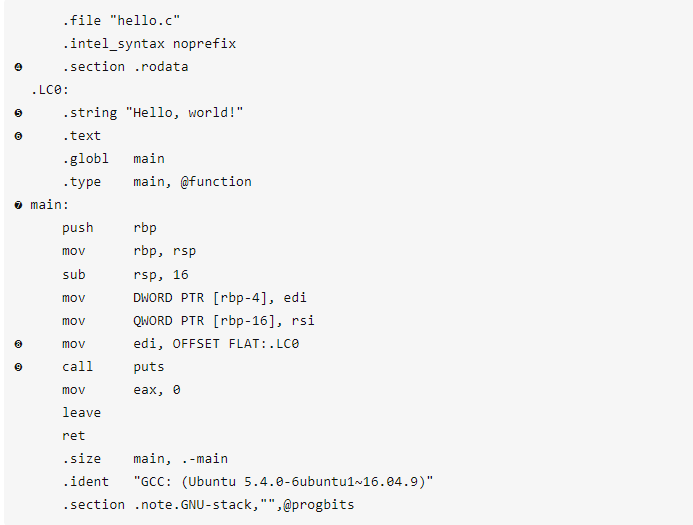 .file "hello.c"
.intel_syntax noprefix
❹ .section .rodata
.LC0:
❺ .string "Hello, world!"
❻ .text
.globl main
.type main, @function
❼ main:
push rbp
mov rbp, rsp
sub rsp, 16
mov DWORD PTR [rbp-4], edi
mov QWORD PTR [rbp-16], rsi
❽ mov edi, OFFSET FLAT:.LC0
❾ call puts
mov eax, 0
leave
ret
.size main, .-main
.ident "GCC: (Ubuntu 5.4.0-6ubuntu1~16.04.9)"
.section .note.GNU-stack,"",@progbits